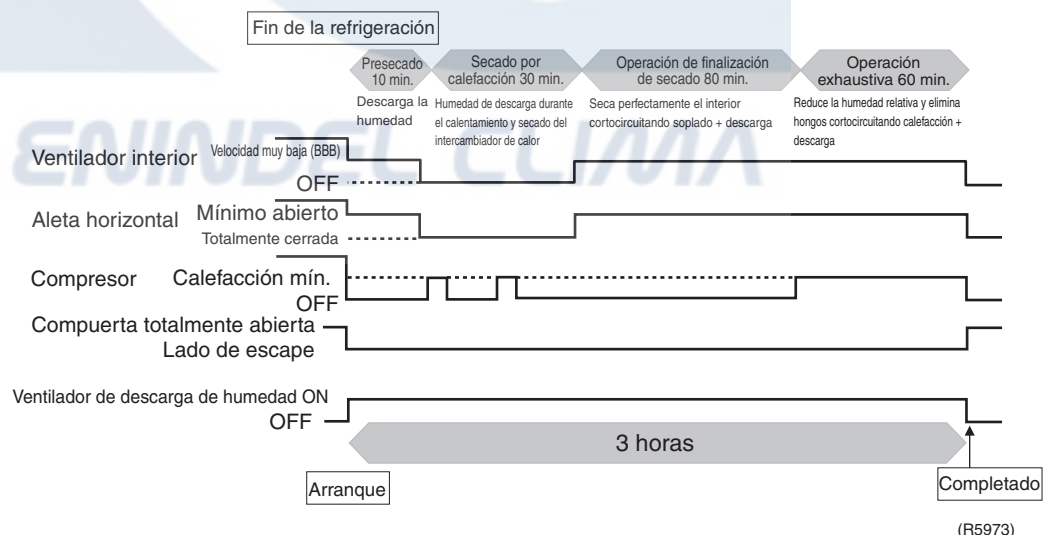 Fin de la refrigeración
Presecado
10 min.
Secado por
calefacción 30 min.
Operación de finalización
de secado 80 min.
Operación
exhaustiva 60 min.
Descarga la
humedad
Humedad de descarga durante
el calentamiento y secado del
intercambiador de calor
Seca perfectamente el interior
cortocircuitando soplado + descarga
Reduce la humedad relativa y elimina
hongos cortocircuitando calefacción +
descarga
ENINDEL CLIMA
Ventilador interior Velocidad muy baja (BBB)
OFF
Aleta horizontal Mínimo abierto
Totalmente cerrada
Compresor Calefacción mín.
OFF
Compuerta totalmente abierta
Lado de escape
Ventilador de descarga de humedad ON
OFF
3 horas
Arranque
Completado
(R5973)